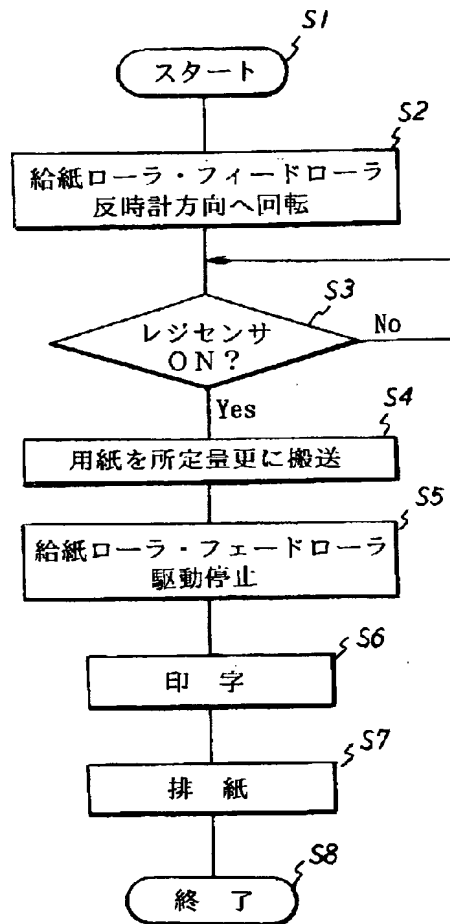 S1
スタート
S2
給紙ローラ・フィードローラ
反時計方向へ回転
S3
レジセンサ
ON?
No
Yes
S4
用紙を所定量更に搬送
S5
給紙ローラ・フェードローラ
駆動停止
S6
印 字
S7
排 紙
S8
終 了